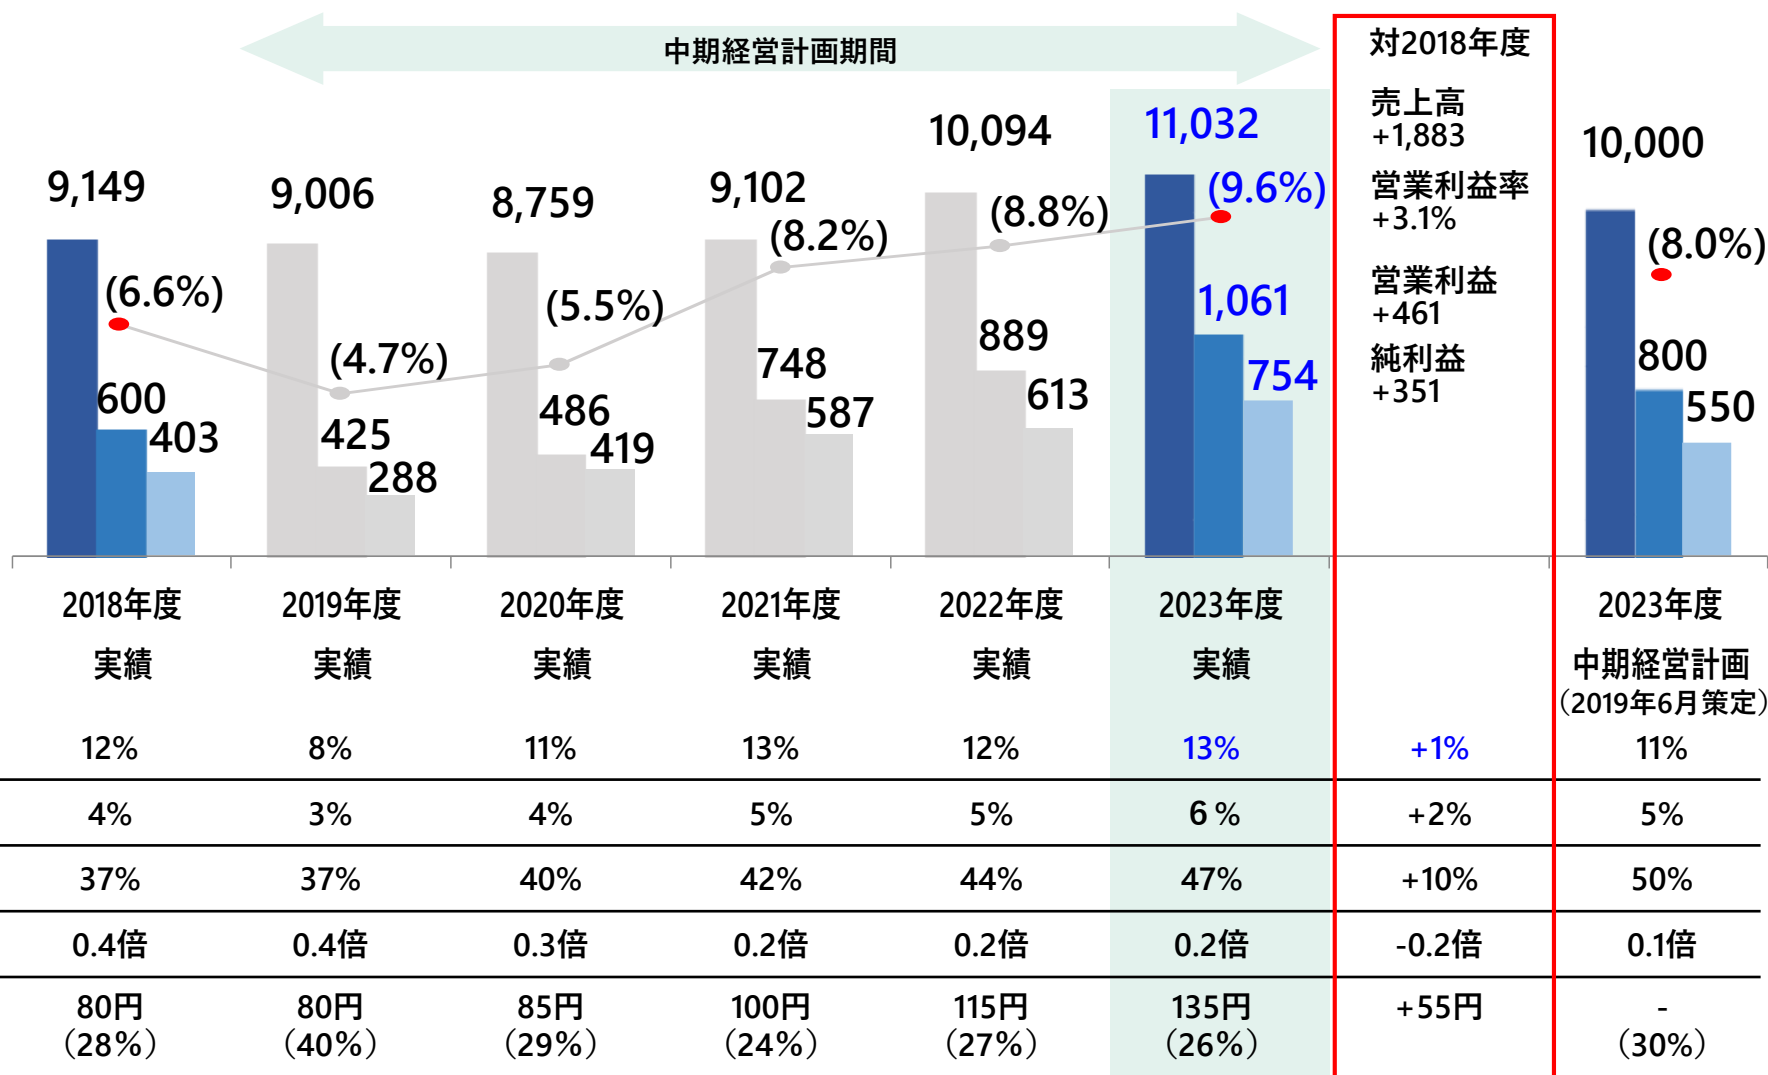 中期経営計画期間
対2018年度
売上高
+1,883
営業利益率
+3.1%
営業利益
+461
純利益
+351
9,149
(6.6%)
600
403
9,006
(4.7%)
425
288
8,759
(5.5%)
486
419
9,102
(8.2%)
748
587
10,094
(8.8%)
889
613
11,032
(9.6%)
1,061
754
10,000
(8.0%)
800
550
2018年度 2019年度 2020年度 2021年度 2022年度 2023年度 2023年度
実績 実績 実績 実績 実績 実績 中期経営計画
（2019年6月策定）
12% 8% 11% 13% 12% 13% +1% 11%
4% 3% 4% 5% 5% 6% +2% 5%
37% 37% 40% 42% 44% 47% +10% 50%
0.4倍 0.4倍 0.3倍 0.2倍 0.2倍 0.2倍 -0.2倍 0.1倍
80円 80円 85円 100円 115円 135円 +55円 -
（28%） （40%） （29%） （24%） （27%） （26%） （30%）